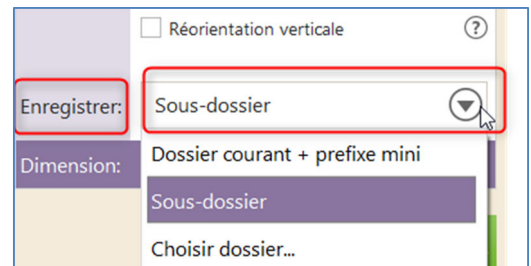 Réorientation verticale ?
Enregistrer: Sous-dossier
Dossier courant + prefixe mini
Dimension:
Sous-dossier
Choisir dossier...